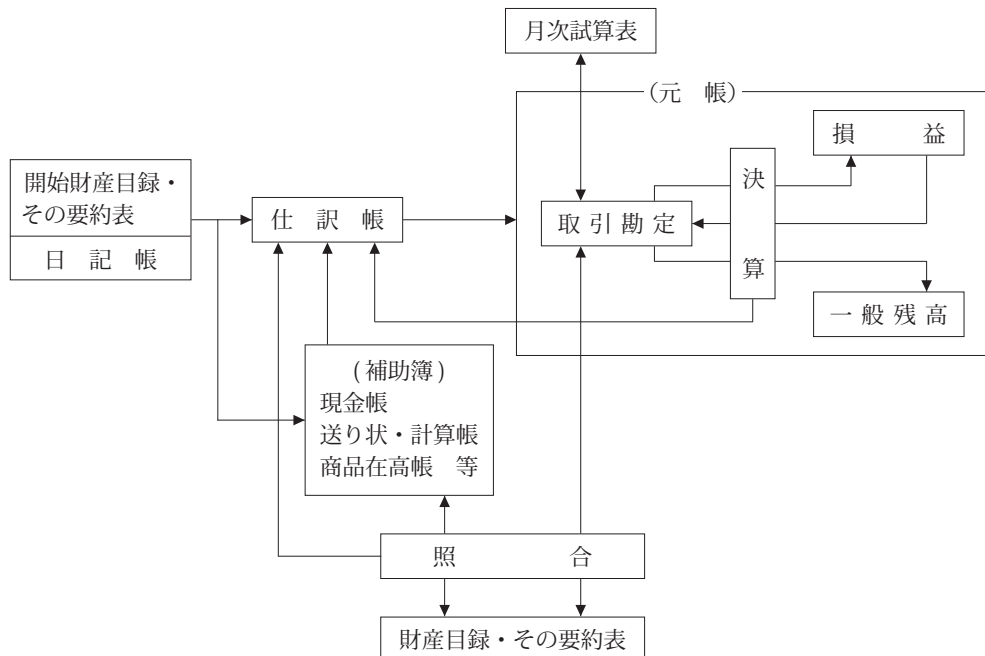 月次試算表
(元　帳)
損　　益
決
算
開始財産目録・
その要約表
日　記　帳
仕　訳　帳
取引勘定
一般残高
(補助簿)
現金帳
送り状・計算帳
商品在高帳　等
照　　　　合
財産目録・その要約表